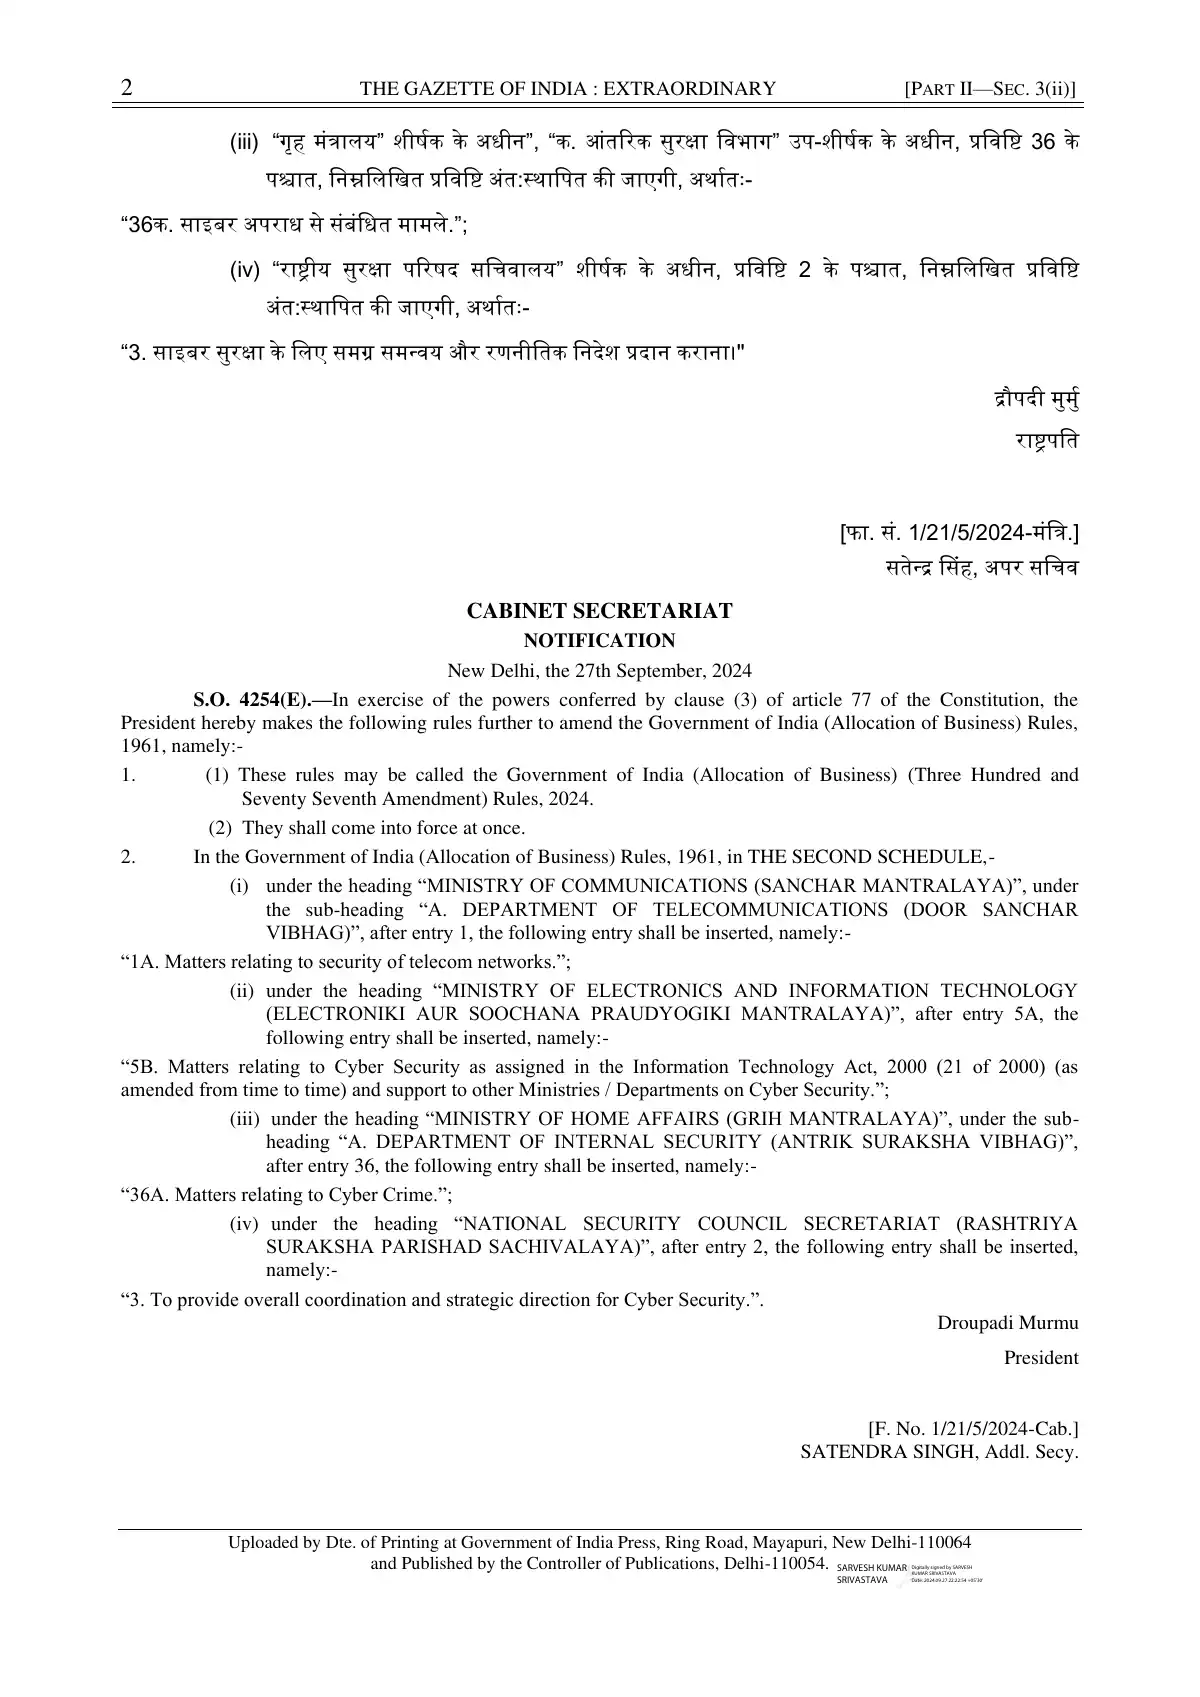 2 THE GAZETTE OF INDIA : EXTRAORDINARY [PART II—SEC. 3(ii)]
(iii) “गृह मंत्रालय” शीर्षक के अधीन”, “क. आंतरिक सुरक्षा विभाग” उप-शीर्षक के अधीन, प्रविष्टि 36 के
पश्चात, निम्नलिखित प्रविष्टि अंत:स्थापित की जाएगी, अर्थात:-
“36क. साइबर अपराध से संबंधित मामले.”;
(iv) “राष्ट्रीय सुरक्षा परिषद सचिवालय” शीर्षक के अधीन, प्रविष्टि 2 के पश्चात, निम्नलिखित प्रविष्टि
अंत:स्थापित की जाएगी, अर्थात:-
“3. साइबर सुरक्षा के लिए समग्र समन्वय और रणनीतिक निदेश प्रदान कराना।"
द्रौपदी मुर्मु
राष्ट्रपति
[फा. सं. 1/21/5/2024-मंत्रि.]
सतेन्द्र सिंह, अपर सचिव
CABINET SECRETARIAT
NOTIFICATION
New Delhi, the 27th September, 2024
S.O. 4254(E).—In exercise of the powers conferred by clause (3) of article 77 of the Constitution, the
President hereby makes the following rules further to amend the Government of India (Allocation of Business) Rules,
1961, namely:-
1. (1) These rules may be called the Government of India (Allocation of Business) (Three Hundred and
Seventy Seventh Amendment) Rules, 2024.
(2) They shall come into force at once.
2. In the Government of India (Allocation of Business) Rules, 1961, in THE SECOND SCHEDULE,-
(i) under the heading “MINISTRY OF COMMUNICATIONS (SANCHAR MANTRALAYA)”, under
the sub-heading “A. DEPARTMENT OF TELECOMMUNICATIONS (DOOR SANCHAR
VIBHAG)”, after entry 1, the following entry shall be inserted, namely:-
“1A. Matters relating to security of telecom networks.”;
(ii) under the heading “MINISTRY OF ELECTRONICS AND INFORMATION TECHNOLOGY
(ELECTRONIKI AUR SOOCHANA PRAUDYOGIKI MANTRALAYA)”, after entry 5A, the
following entry shall be inserted, namely:-
“5B. Matters relating to Cyber Security as assigned in the Information Technology Act, 2000 (21 of 2000) (as
amended from time to time) and support to other Ministries / Departments on Cyber Security.”;
(iii) under the heading “MINISTRY OF HOME AFFAIRS (GRIH MANTRALAYA)”, under the sub-
heading “A. DEPARTMENT OF INTERNAL SECURITY (ANTRIK SURAKSHA VIBHAG)”,
after entry 36, the following entry shall be inserted, namely:-
“36A. Matters relating to Cyber Crime.”;
(iv) under the heading “NATIONAL SECURITY COUNCIL SECRETARIAT (RASHTRIYA
SURAKSHA PARISHAD SACHIVALAYA)”, after entry 2, the following entry shall be inserted,
namely:-
“3. To provide overall coordination and strategic direction for Cyber Security.”.
Droupadi Murmu
President
[F. No. 1/21/5/2024-Cab.]
SATENDRA SINGH, Addl. Secy.
Uploaded by Dte. of Printing at Government of India Press, Ring Road, Mayapuri, New Delhi-110064
and Published by the Controller of Publications, Delhi-110054.
SARVESH KUMAR
SRIVASTAVA
Digitally signed by SARVESH
KUMAR SRIVASTAVA
Date: 2024.09.27 22:22:54 +05'30'